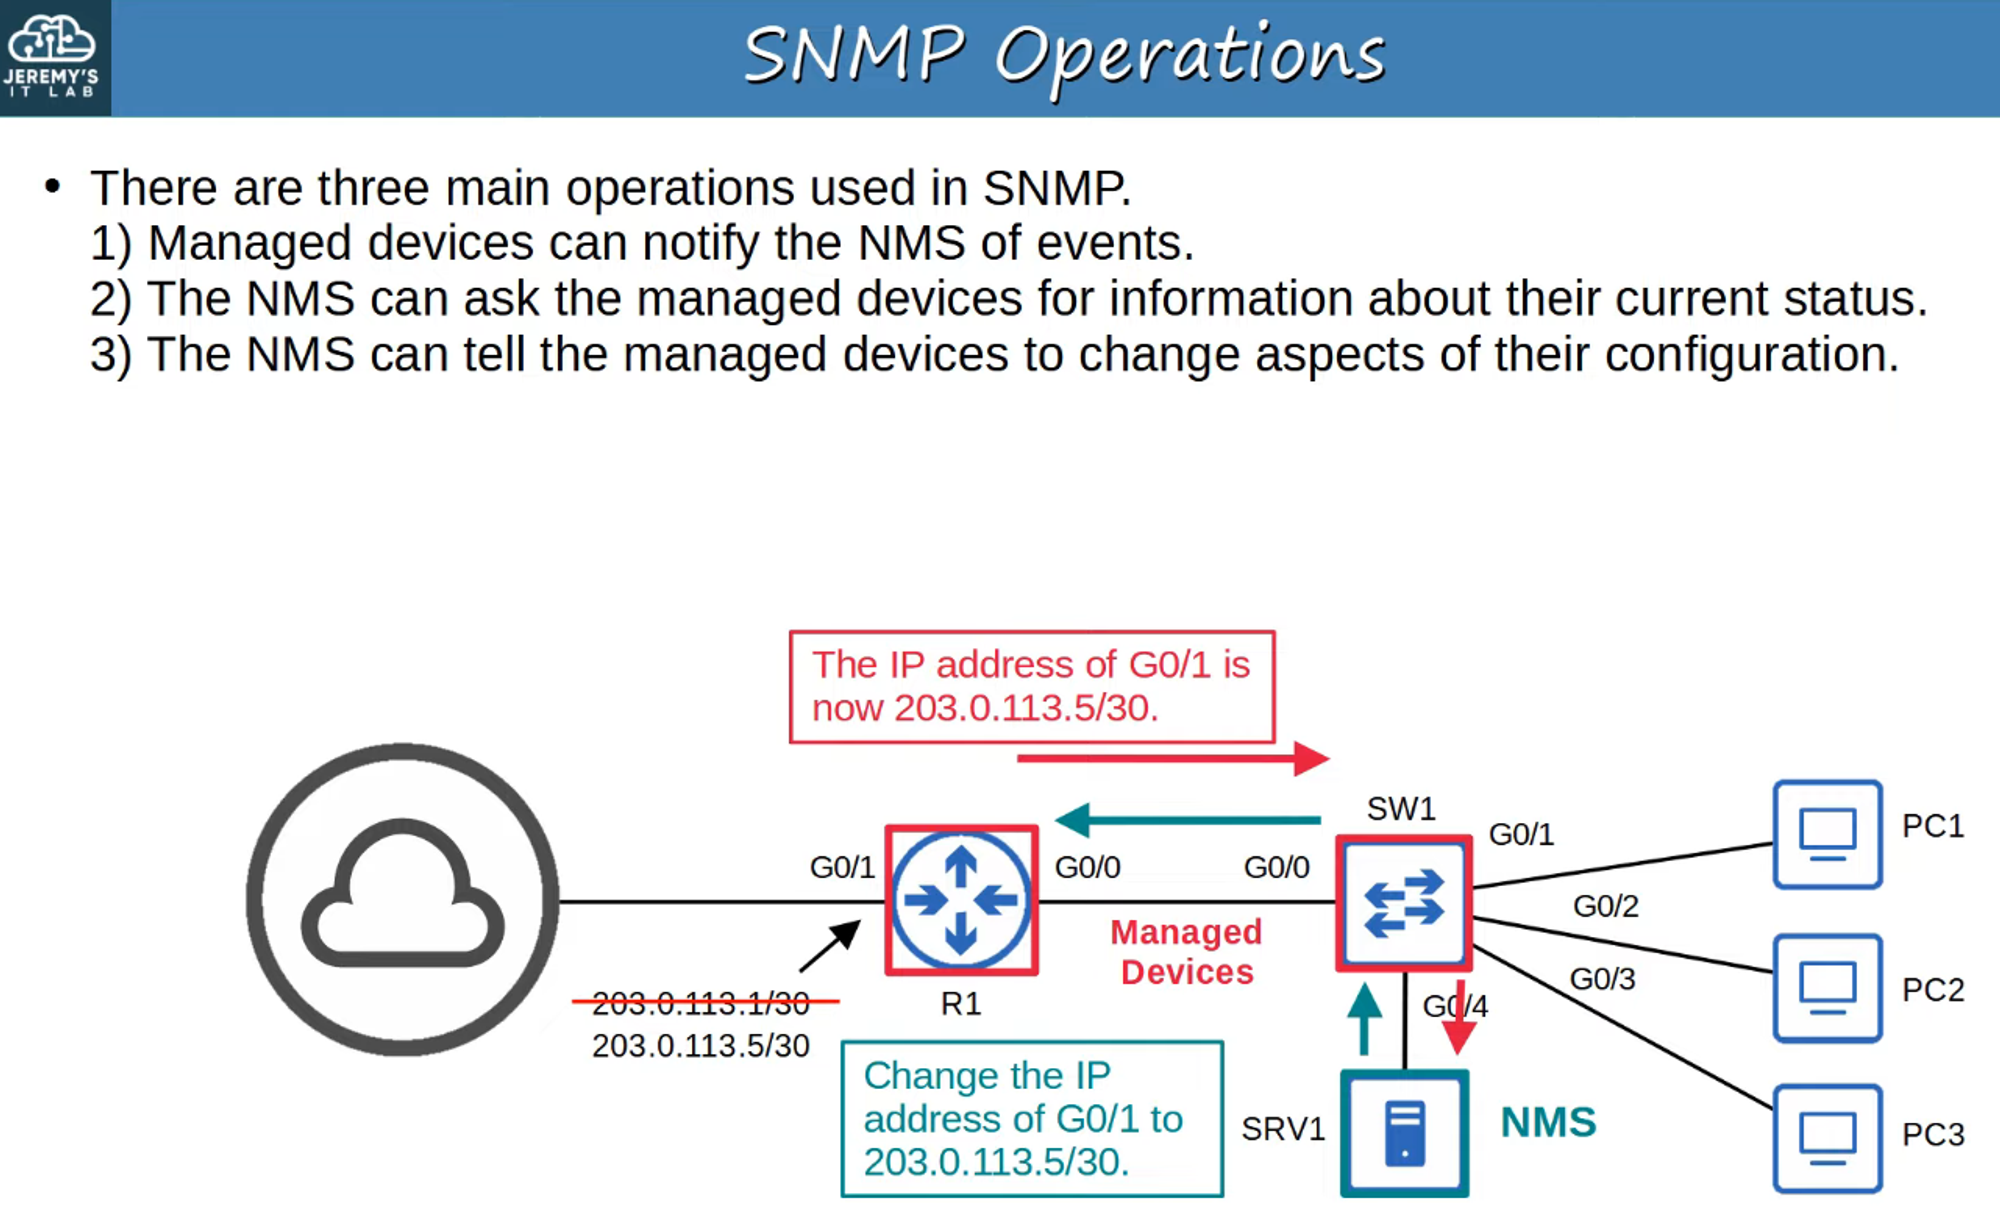 JEREMY'S
IT LAB
SNMP Operations
• There are three main operations used in SNMP.
1) Managed devices can notify the NMS of events.
2) The NMS can ask the managed devices for information about their current status.
3) The NMS can tell the managed devices to change aspects of their configuration.
The IP address of G0/1 is
now 203.0.113.5/30.
SW1
G0/1
PC1
G0/1
G0/0
G0/0
G0/2
Managed
Devices
G0/3
PC2
203.0.113.1/30
R1
G0/4
203.0.113.5/30
Change the IP
address of G0/1 to
203.0.113.5/30.
SRV1
NMS
PC3